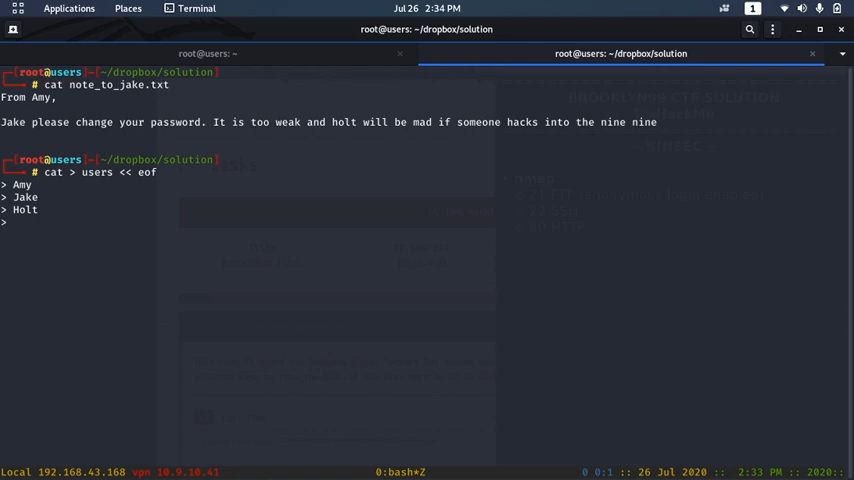 Applications Places Terminal Jul 26 2:34 PM 1
root@users: ~/dropbox/solution
root@users: ~
root@users: ~/dropbox/solution
[root@users]-[~/dropbox/solution]
# cat note_to_jake.txt
From Amy,
Jake please change your password. It is too weak and holt will be mad if someone hacks into the nine nine
[root@users]-[~/dropbox/solution]
# cat > users << eof
> Amy
> Jake
> Holt
>
BROOKLYN99 CTF SOLUTION
Local 192.168.43.168 vpn 10.9.10.41 0:bash*Z 0 0:1 :: 26 Jul 2020 :: 2:33 PM ::2020::